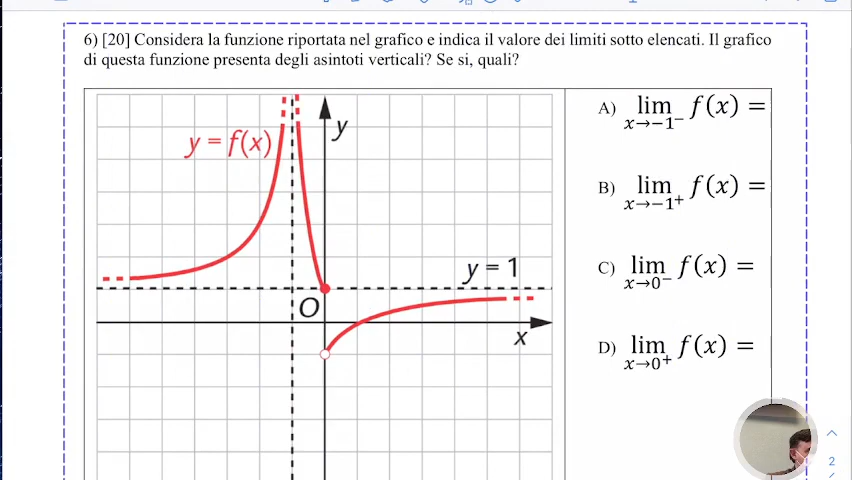 6) [20] Considera la funzione riportata nel grafico e indica il valore dei limiti sotto elencati. Il grafico
di questa funzione presenta degli asintoti verticali? Se si, quali?
y = f(x)
y
y = 1
O
x
A) lim x→−1⁻ f(x) =
B) lim x→−1⁺ f(x) =
C) lim x→0⁻ f(x) =
D) lim x→0⁺ f(x) =
2